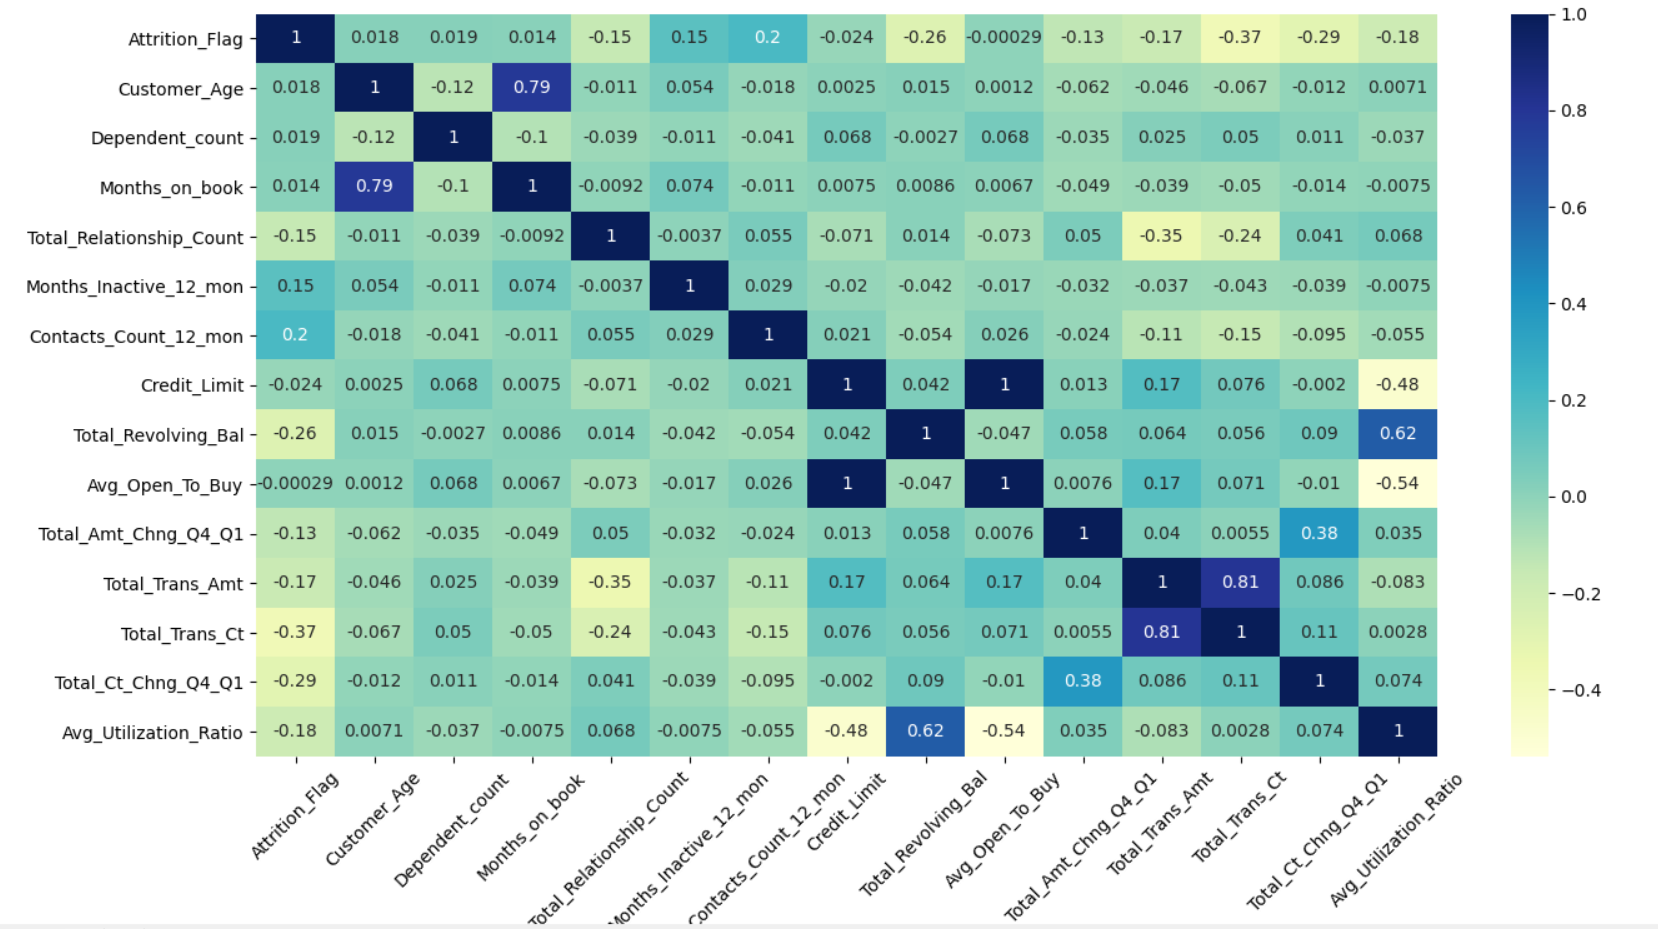 Attrition_Flag 1 0.018 0.019 0.014 -0.15 0.15 0.2 -0.024 -0.26 -0.00029 -0.13 -0.17 -0.37 -0.29 -0.18
Customer_Age 0.018 1 -0.12 0.79 -0.011 0.054 -0.018 0.0025 0.015 0.0012 -0.062 -0.046 -0.067 -0.012 0.0071
Dependent_count 0.019 -0.12 1 -0.1 -0.039 -0.011 -0.041 0.068 -0.0027 0.068 -0.035 0.025 0.05 0.011 -0.037
Months_on_book 0.014 0.79 -0.1 1 -0.0092 0.074 -0.011 0.0075 0.0086 0.0067 -0.049 -0.039 -0.05 -0.014 -0.0075
Total_Relationship_Count -0.15 -0.011 -0.039 -0.0092 1 -0.0037 0.055 -0.071 0.014 -0.073 0.05 -0.35 -0.24 0.041 0.068
Months_Inactive_12_mon 0.15 0.054 -0.011 0.074 -0.0037 1 0.029 -0.02 -0.042 -0.017 -0.032 -0.037 -0.043 -0.039 -0.0075
Contacts_Count_12_mon 0.2 -0.018 -0.041 -0.011 0.055 0.029 1 0.021 -0.054 0.026 -0.024 -0.11 -0.15 -0.095 -0.055
Credit_Limit -0.024 0.0025 0.068 0.0075 -0.071 -0.02 0.021 1 0.042 1 0.013 0.17 0.076 -0.002 -0.48
Total_Revolving_Bal -0.26 0.015 -0.0027 0.0086 0.014 -0.042 -0.054 0.042 1 -0.047 0.058 0.064 0.056 0.09 0.62
Avg_Open_To_Buy -0.00029 0.0012 0.068 0.0067 -0.073 -0.017 0.026 1 -0.047 1 0.0076 0.17 0.071 -0.01 -0.54
Total_Amt_Chng_Q4_Q1 -0.13 -0.062 -0.035 -0.049 0.05 -0.032 -0.024 0.013 0.058 0.0076 1 0.04 0.0055 0.38 0.035
Total_Trans_Amt -0.17 -0.046 0.025 -0.039 -0.35 -0.037 -0.11 0.17 0.064 0.17 0.04 1 0.81 0.086 -0.083
Total_Trans_Ct -0.37 -0.067 0.05 -0.05 -0.24 -0.043 -0.15 0.076 0.056 0.071 0.0055 0.81 1 0.11 0.0028
Total_Ct_Chng_Q4_Q1 -0.29 -0.012 0.011 -0.014 0.041 -0.039 -0.095 -0.002 0.09 -0.01 0.38 0.086 0.11 1 0.074
Avg_Utilization_Ratio -0.18 0.0071 -0.037 -0.0075 0.068 -0.0075 -0.055 -0.48 0.62 -0.54 0.035 -0.083 0.0028 0.074 1
Attrition_Flag
Customer_Age
Dependent_count
Months_on_book
Total_Relationship_Count
Months_Inactive_12_mon
Contacts_Count_12_mon
Credit_Limit
Total_Revolving_Bal
Avg_Open_To_Buy
Total_Amt_Chng_Q4_Q1
Total_Trans_Amt
Total_Trans_Ct
Total_Ct_Chng_Q4_Q1
Avg_Utilization_Ratio
1.0
0.8
0.6
0.4
0.2
0.0
−0.2
−0.4